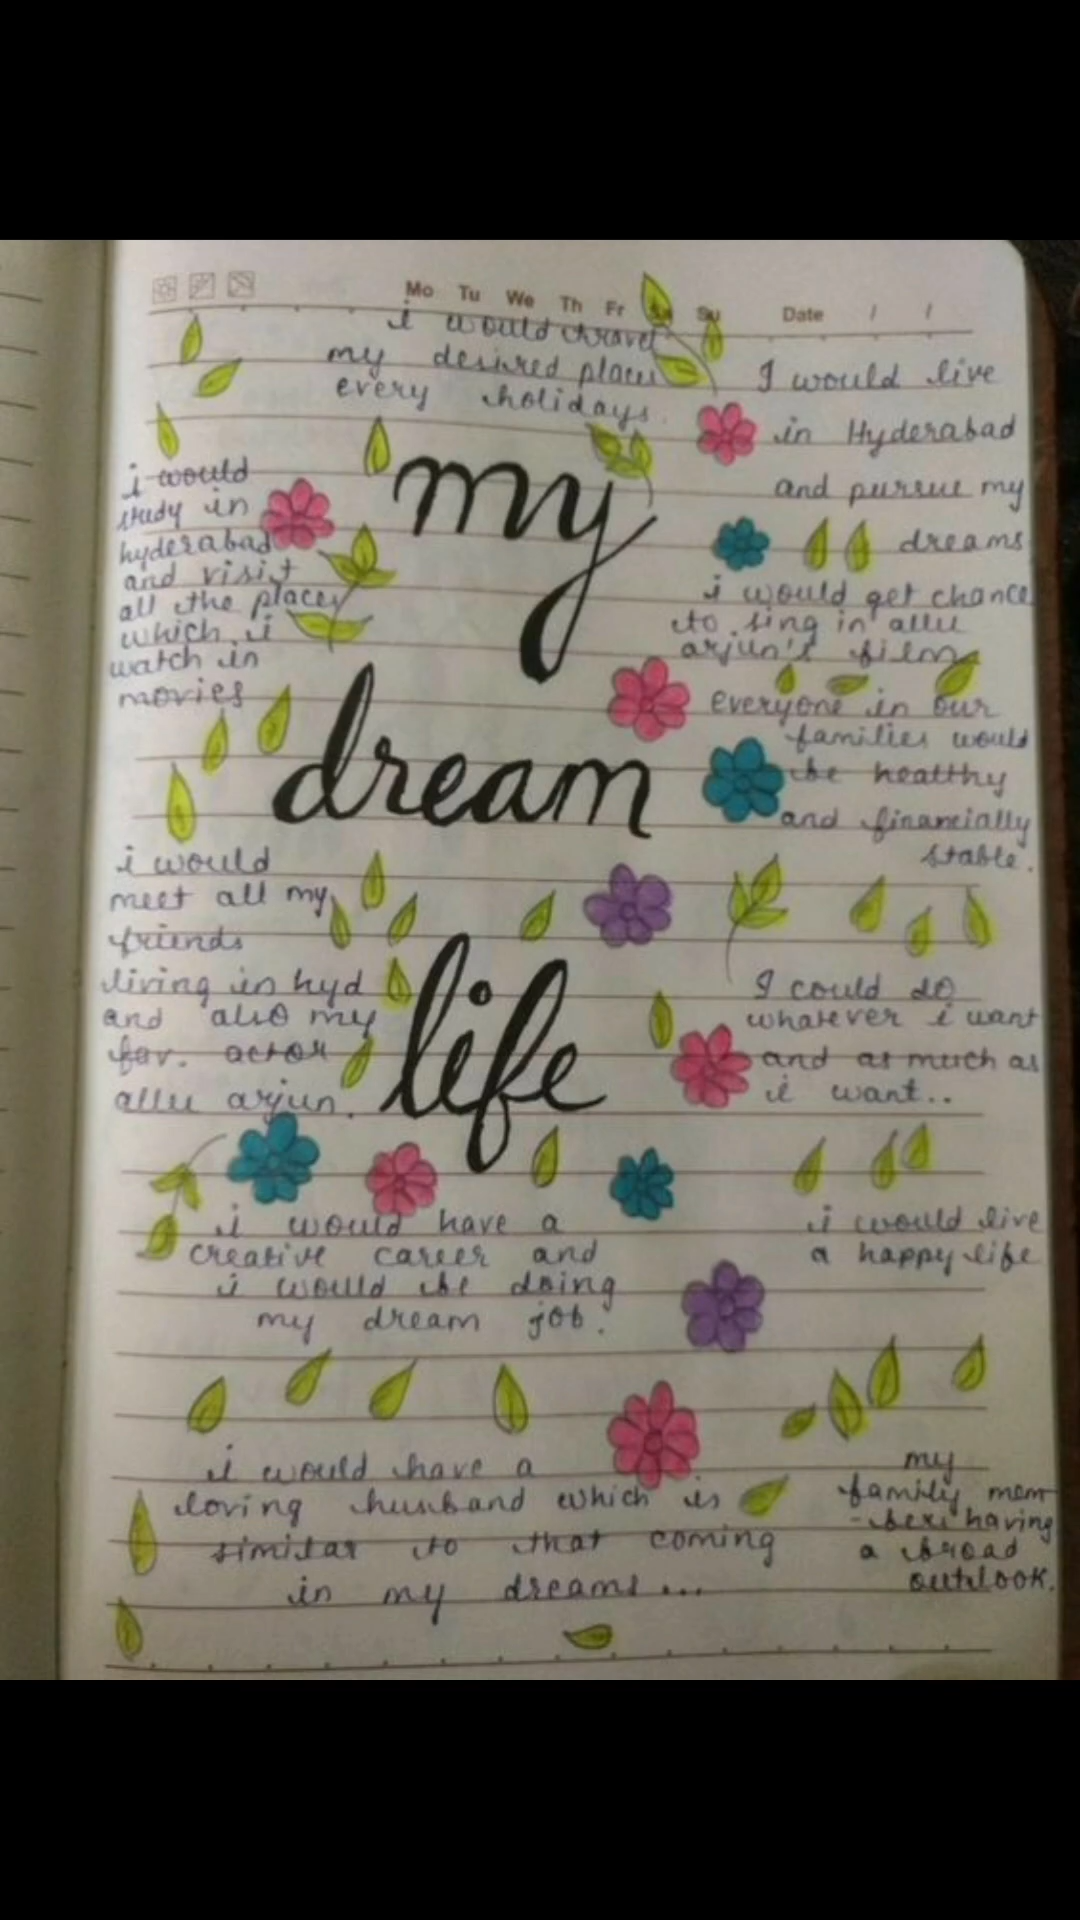 Mo Tu We Th Fr Sa Su Date / /
i would travel
my desired places
every holidays.
I would live
in Hyderabad
and pursue my
dreams
i would
study in
hyderabad
and visit
all the places
which i
watch in
movies
my
dream
life
i would get chance
to sing in allu
arjun's film
everyone in our
families would
be healthy
and financially
stable.
i would
meet all my
friends
living in hyd
and also my
fav. actor
allu arjun.
I could do
whatever i want
and as much as
i want..
i would have a
creative career and
i would be doing
my dream job.
i would live
a happy life
i would have a
loving husband which is
similar to that coming
in my dreams...
my
family mem
-bers having
a broad
outlook.